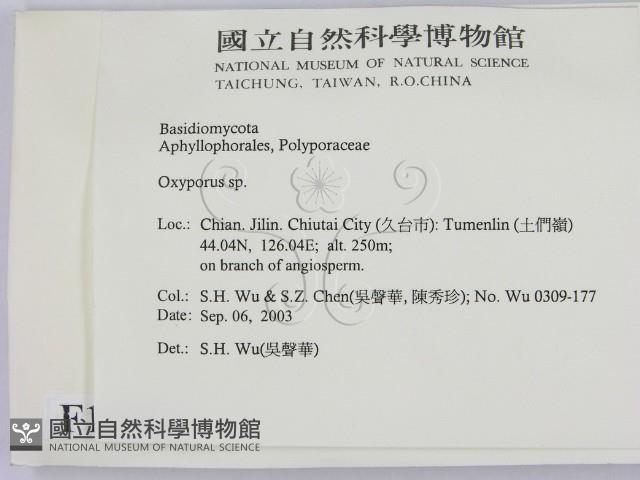 國立自然科學博物館
NATIONAL MUSEUM OF NATURAL SCIENCE
TAICHUNG, TAIWAN, R.O.CHINA
Basidiomycota
Aphyllophorales, Polyporaceae
Oxyporus sp.
Loc.: Chian. Jilin. Chiutai City (久台市): Tumenlin (土們嶺)
44.04N, 126.04E; alt. 250m;
on branch of angiosperm.
Col.: S.H. Wu & S.Z. Chen(吳聲華, 陳秀珍); No. Wu 0309-177
Date: Sep. 06, 2003
Det.: S.H. Wu(吳聲華)
國立自然科學博物館
NATIONAL MUSEUM OF NATURAL SCIENCE